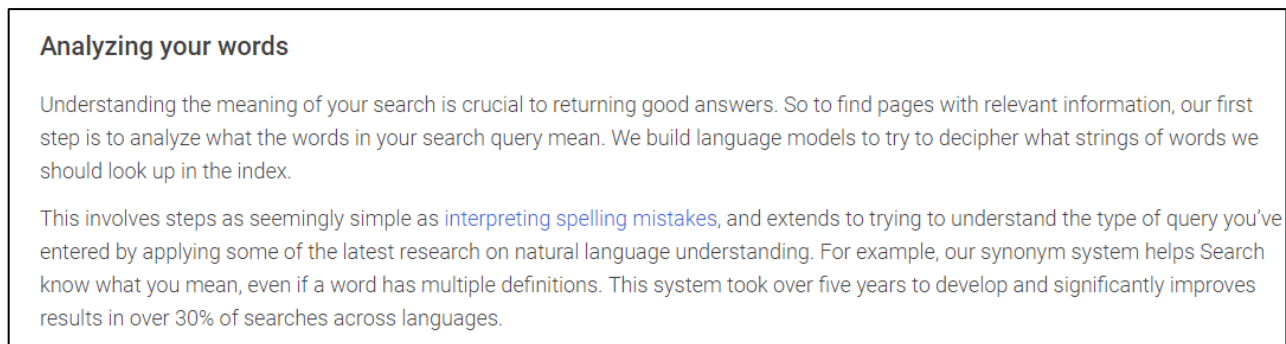 Analyzing your words
Understanding the meaning of your search is crucial to returning good answers. So to find pages with relevant information, our first
step is to analyze what the words in your search query mean. We build language models to try to decipher what strings of words we
should look up in the index.
This involves steps as seemingly simple as interpreting spelling mistakes, and extends to trying to understand the type of query you’ve
entered by applying some of the latest research on natural language understanding. For example, our synonym system helps Search
know what you mean, even if a word has multiple definitions. This system took over five years to develop and significantly improves
results in over 30% of searches across languages.